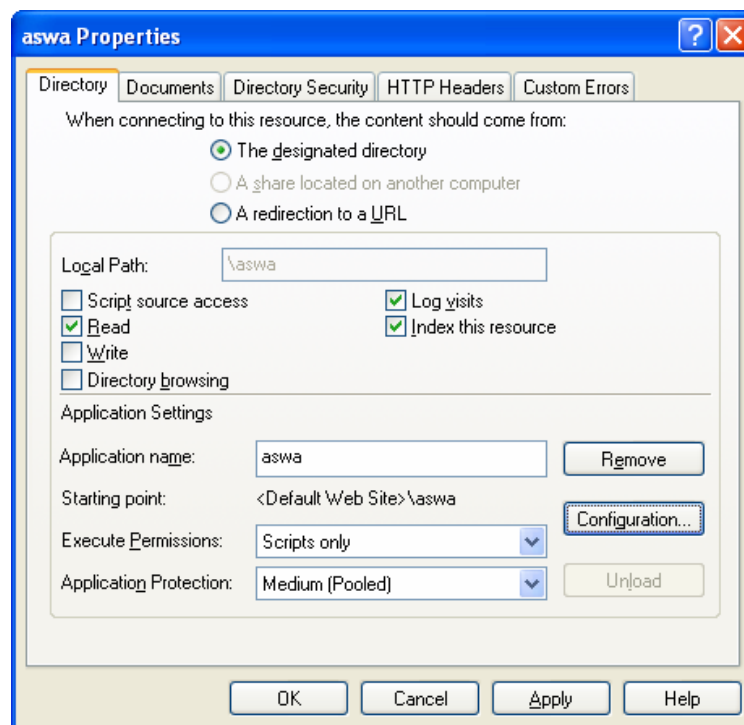 aswa Properties
Directory Documents Directory Security HTTP Headers Custom Errors
When connecting to this resource, the content should come from:
The designated directory
A share located on another computer
A redirection to a URL
Local Path: \aswa
Script source access Log visits
Read Index this resource
Write
Directory browsing
Application Settings
Application name: aswa Remove
Starting point: <Default Web Site>\aswa
Configuration...
Execute Permissions: Scripts only
Application Protection: Medium (Pooled) Unload
OK Cancel Apply Help